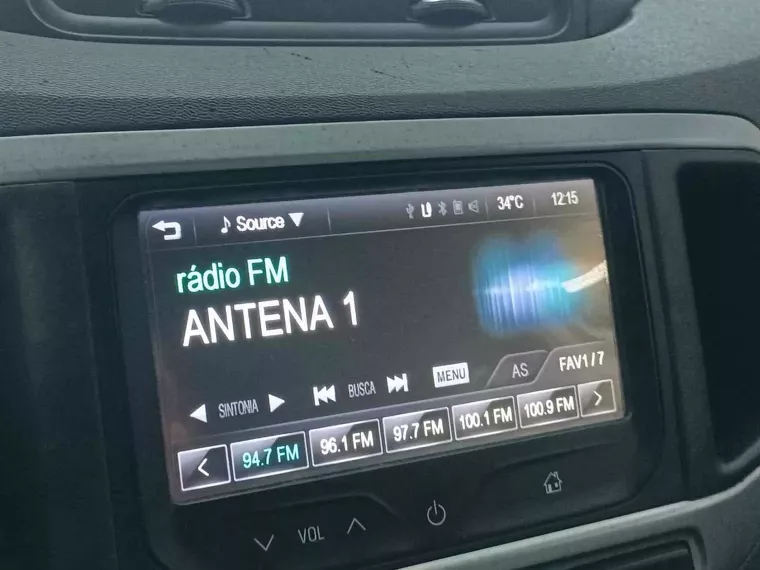 Source 34°C 12:15
rádio FM
ANTENA 1
SINTONIA BUSCA MENU AS FAV1/7
94.7 FM 96.1 FM 97.7 FM 100.1 FM 100.9 FM
VOL